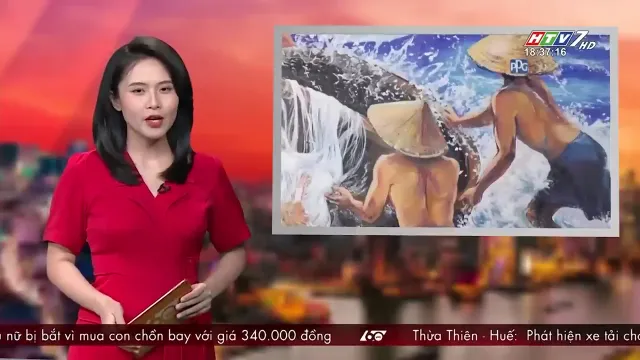 HTV7 HD
18:37:16
PPG
nữ bị bắt vì mua con chồn bay với giá 340.000 đồng
Thừa Thiên - Huế: Phát hiện xe tải